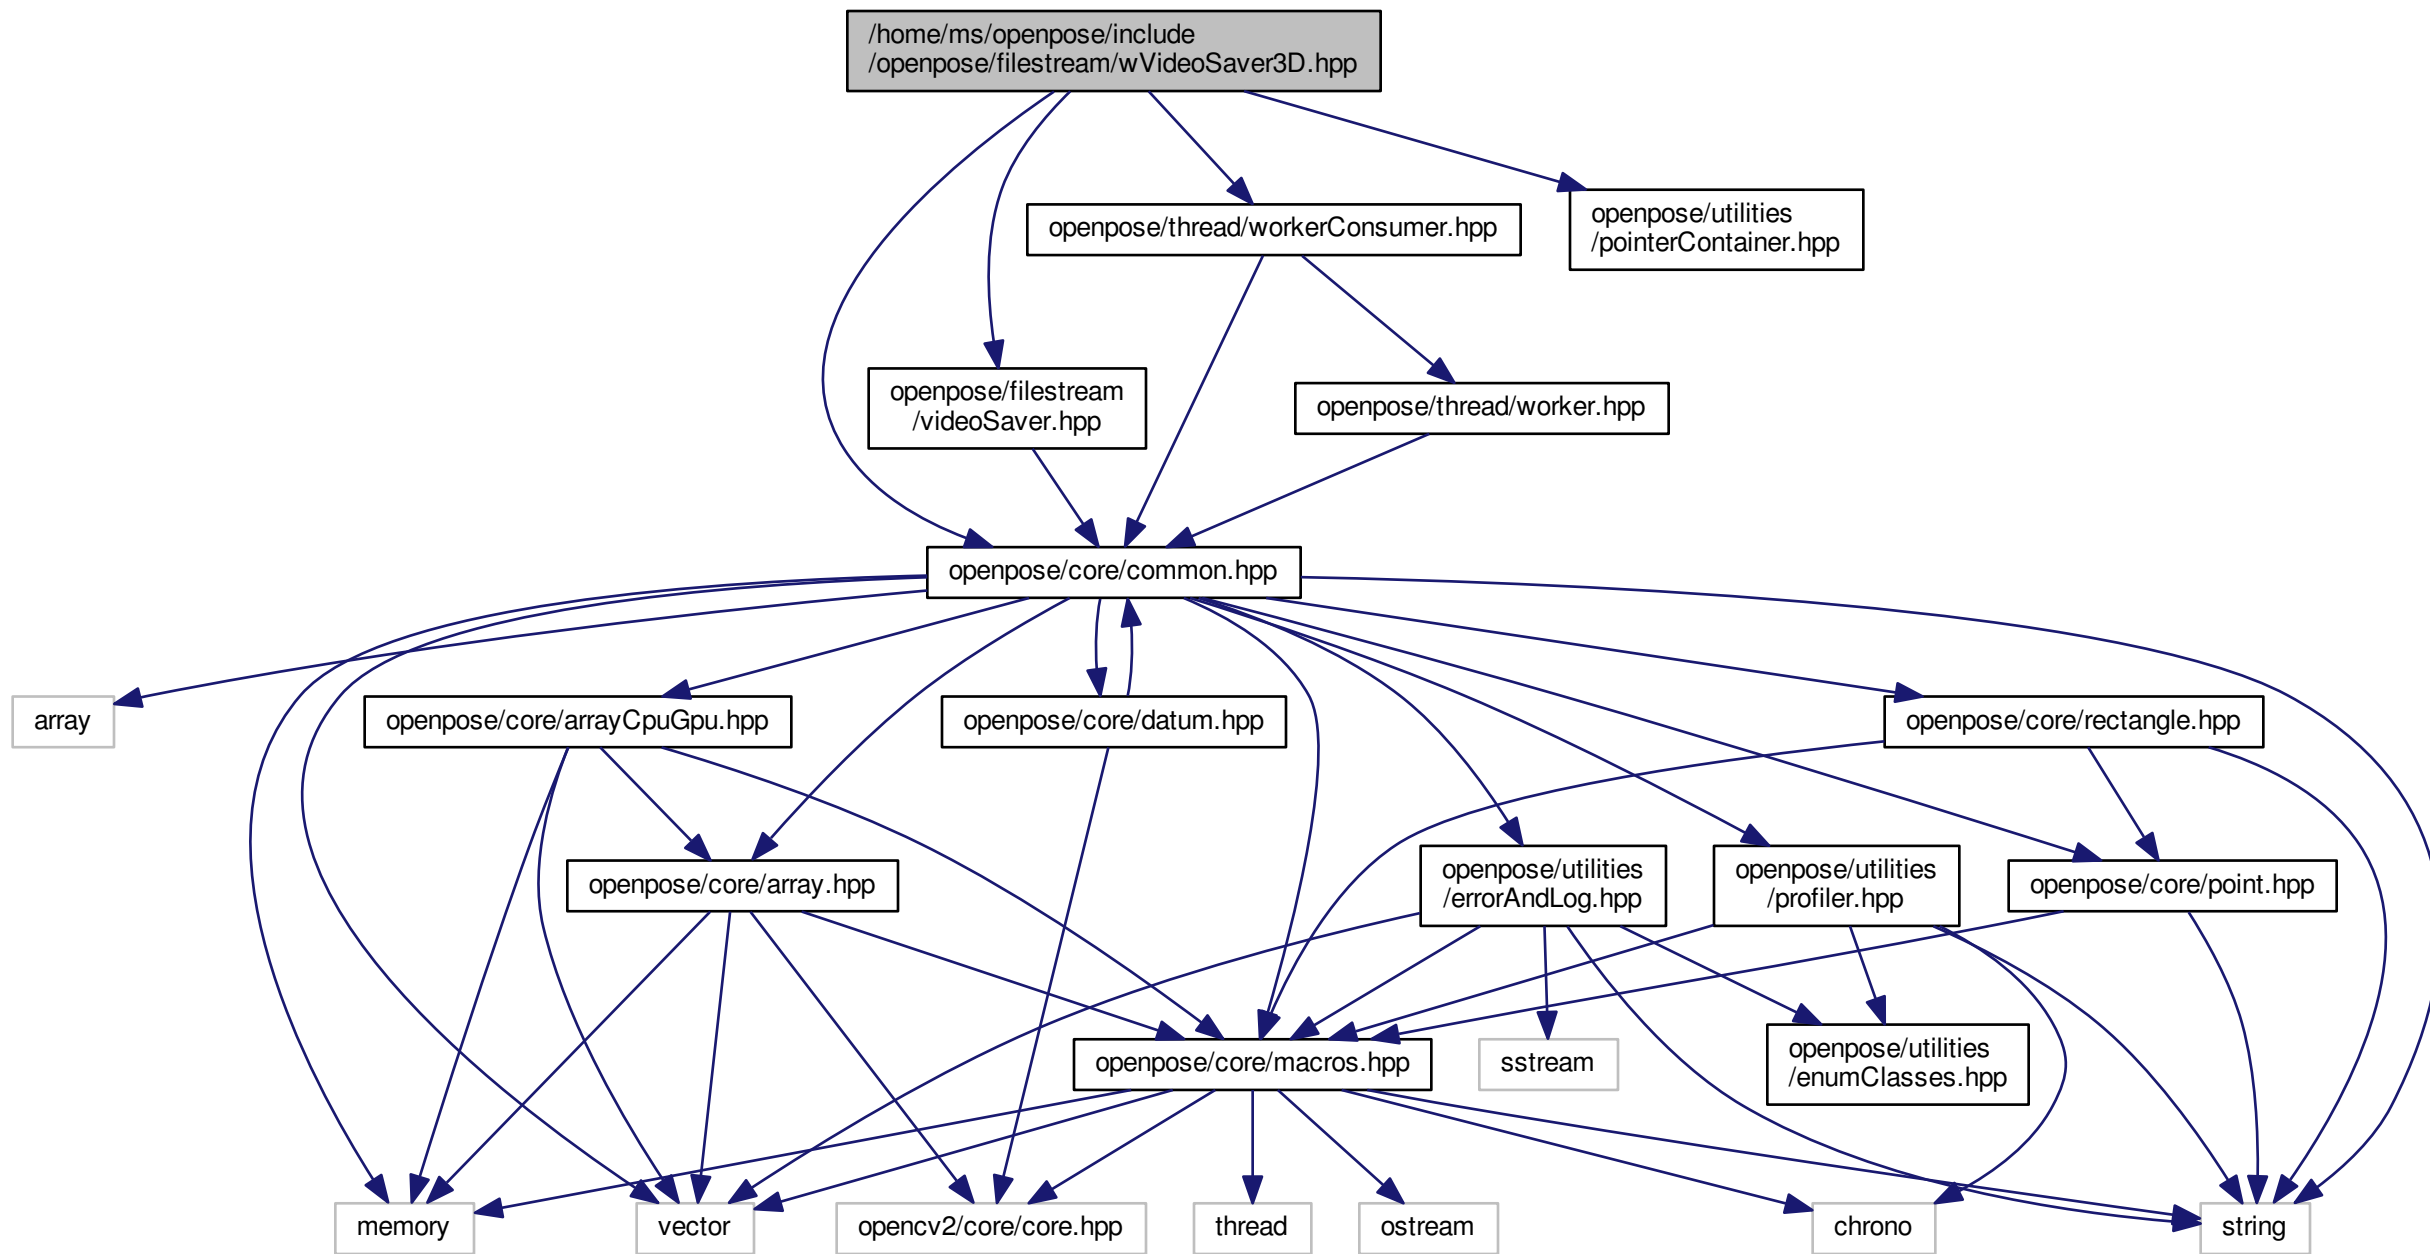 /home/ms/openpose/include
/openpose/filestream/wVideoSaver3D.hpp
openpose/utilities
/pointerContainer.hpp
openpose/thread/workerConsumer.hpp
openpose/filestream
/videoSaver.hpp
openpose/thread/worker.hpp
openpose/core/common.hpp
array
openpose/core/arrayCpuGpu.hpp
openpose/core/datum.hpp
openpose/core/rectangle.hpp
openpose/core/array.hpp
openpose/utilities
/errorAndLog.hpp
openpose/utilities
/profiler.hpp
openpose/core/point.hpp
openpose/core/macros.hpp
sstream
openpose/utilities
/enumClasses.hpp
memory
vector
opencv2/core/core.hpp
thread
ostream
chrono
string